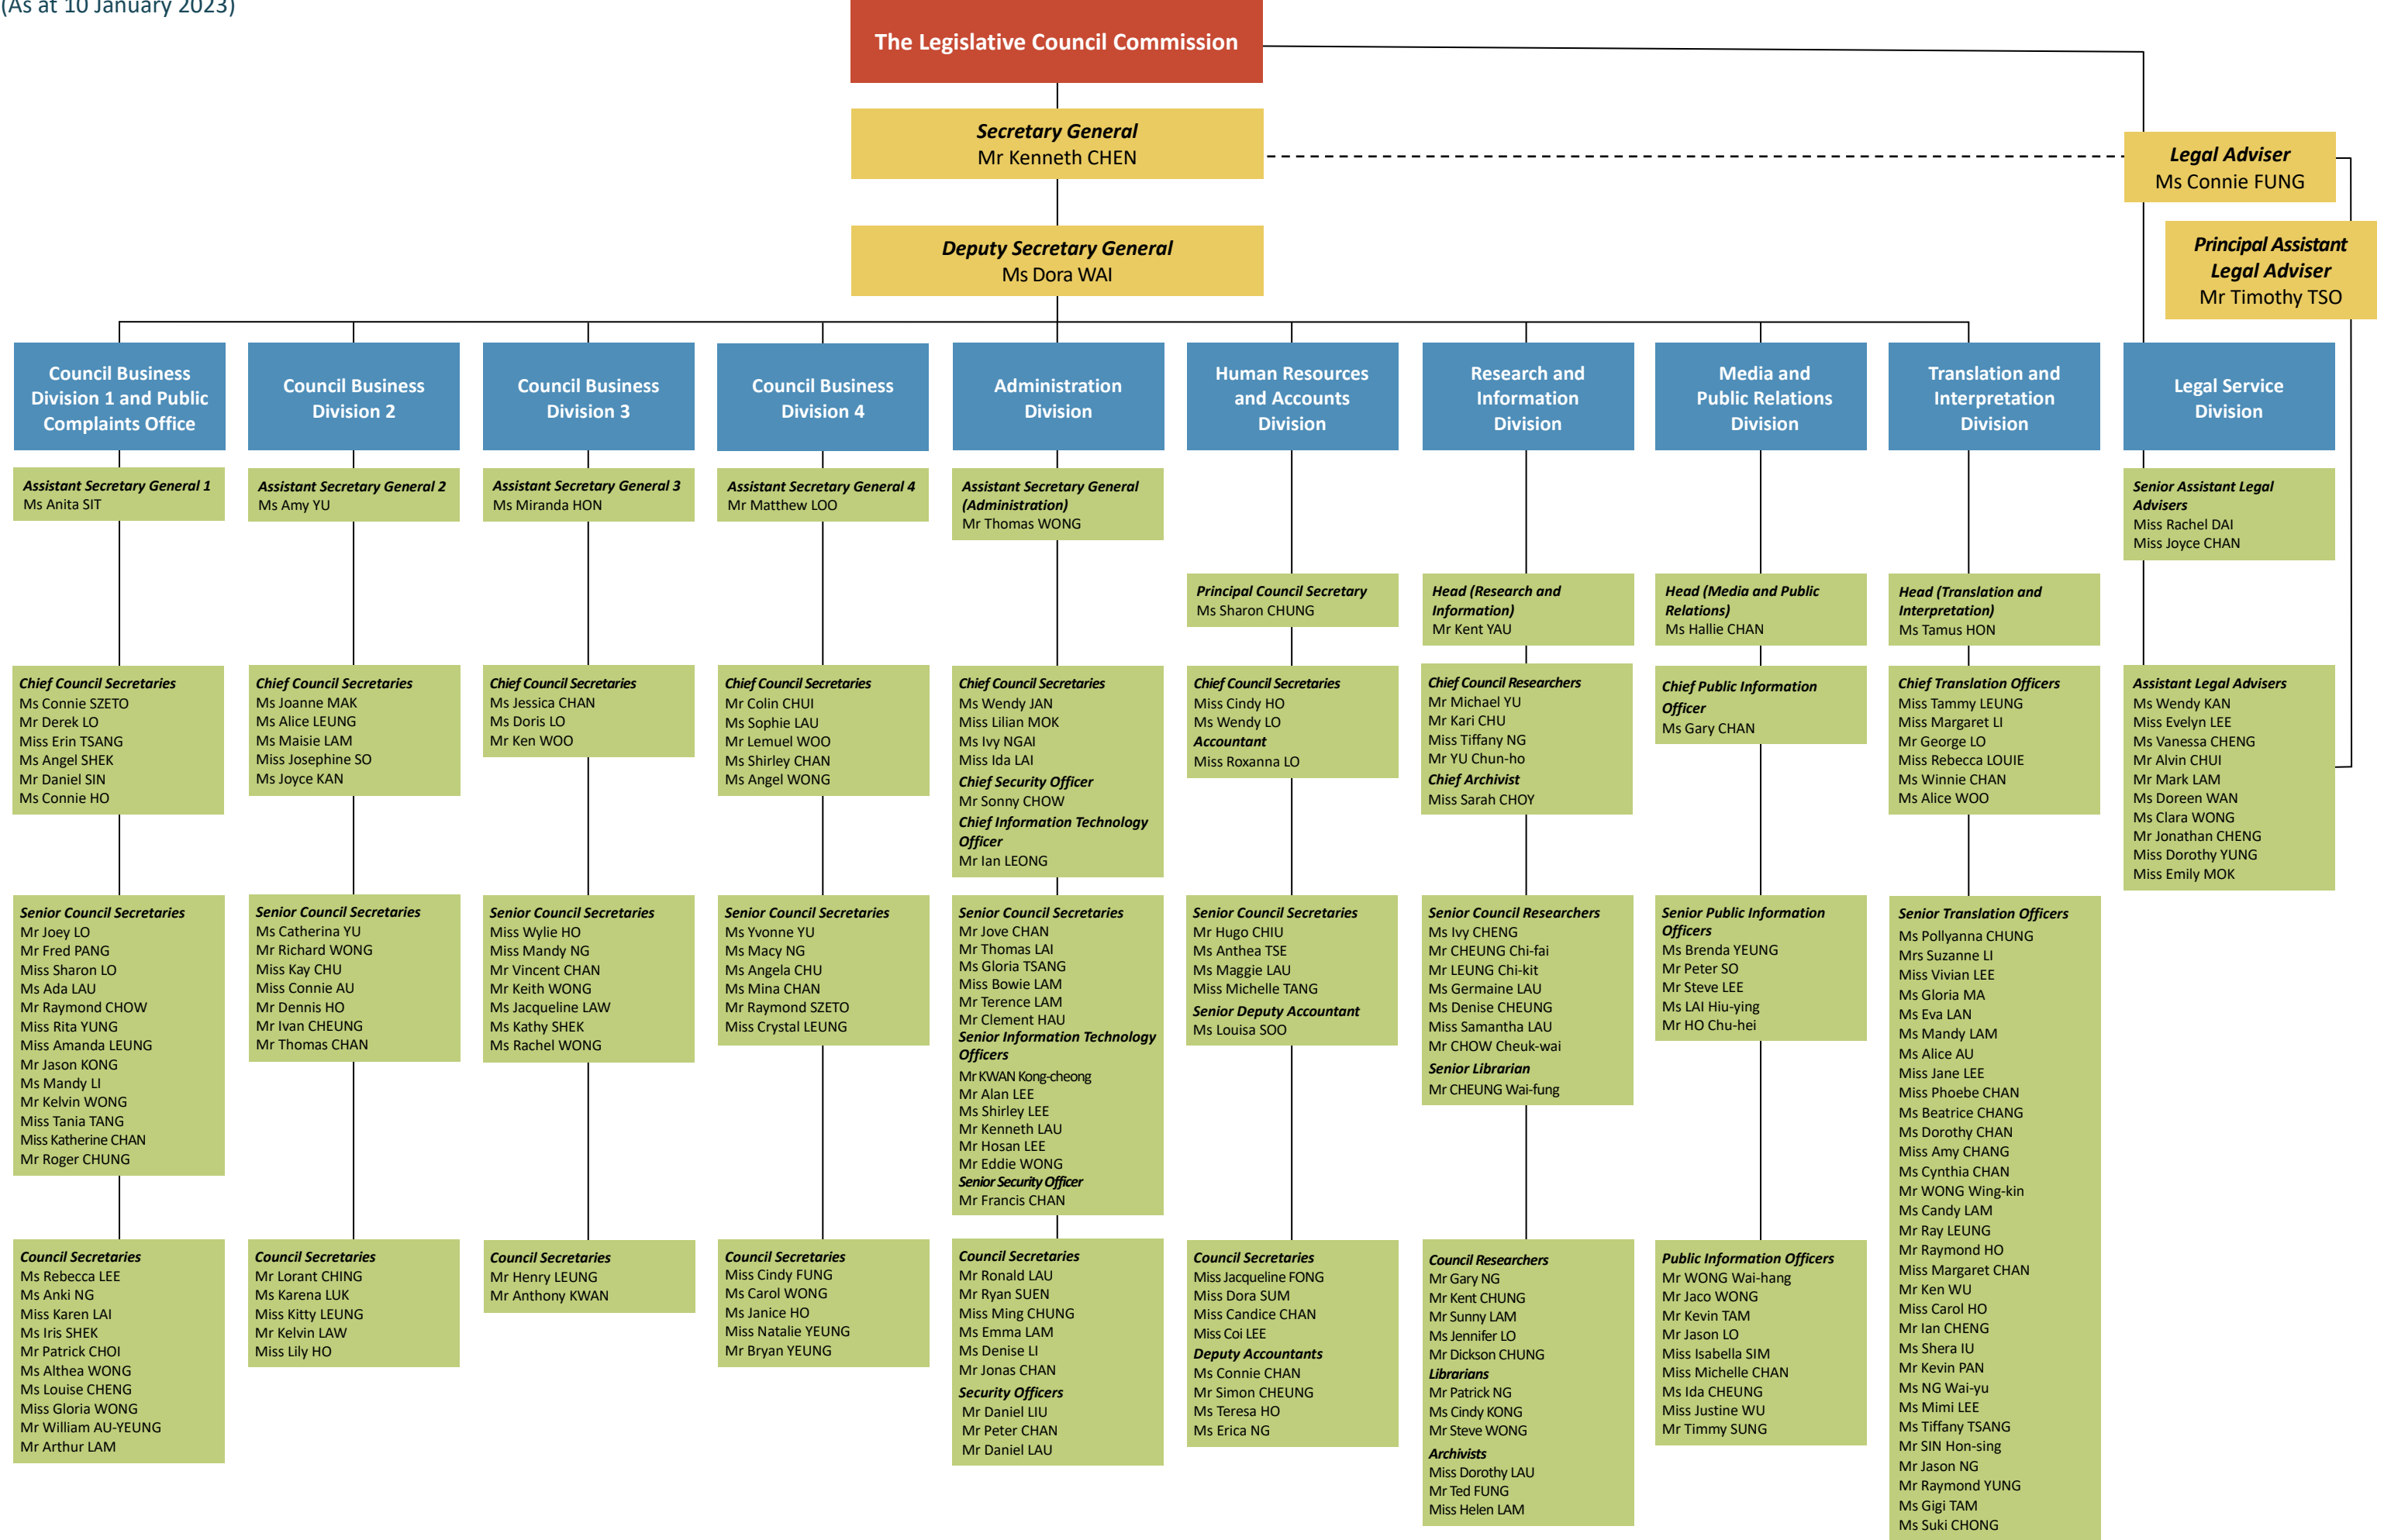 (As at 10 January 2023)
The Legislative Council Commission
Secretary General
Mr Kenneth CHEN
Legal Adviser
Ms Connie FUNG
Deputy Secretary General
Ms Dora WAI
Principal Assistant
Legal Adviser
Mr Timothy TSO
Council Business
Division 1 and Public
Complaints Office
Assistant Secretary General 1
Ms Anita SIT
Chief Council Secretaries
Ms Connie SZETO
Mr Derek LO
Miss Erin TSANG
Ms Angel SHEK
Mr Daniel SIN
Ms Connie HO
Senior Council Secretaries
Mr Joey LO
Mr Fred PANG
Miss Sharon LO
Ms Ada LAU
Mr Raymond CHOW
Miss Rita YUNG
Miss Amanda LEUNG
Mr Jason KONG
Ms Mandy LI
Mr Kelvin WONG
Miss Tania TANG
Miss Katherine CHAN
Mr Roger CHUNG
Council Secretaries
Ms Rebecca LEE
Ms Anki NG
Miss Karen LAI
Ms Iris SHEK
Mr Patrick CHOI
Ms Althea WONG
Ms Louise CHENG
Miss Gloria WONG
Mr William AU-YEUNG
Mr Arthur LAM
Council Business
Division 2
Assistant Secretary General 2
Ms Amy YU
Chief Council Secretaries
Ms Joanne MAK
Ms Alice LEUNG
Ms Maisie LAM
Miss Josephine SO
Ms Joyce KAN
Senior Council Secretaries
Ms Catherina YU
Mr Richard WONG
Miss Kay CHU
Miss Connie AU
Mr Dennis HO
Mr Ivan CHEUNG
Mr Thomas CHAN
Council Secretaries
Mr Lorant CHING
Ms Karena LUK
Miss Kitty LEUNG
Mr Kelvin LAW
Miss Lily HO
Council Business
Division 3
Assistant Secretary General 3
Ms Miranda HON
Chief Council Secretaries
Ms Jessica CHAN
Ms Doris LO
Mr Ken WOO
Senior Council Secretaries
Miss Wylie HO
Miss Mandy NG
Mr Vincent CHAN
Mr Keith WONG
Ms Jacqueline LAW
Ms Kathy SHEK
Ms Rachel WONG
Council Secretaries
Mr Henry LEUNG
Mr Anthony KWAN
Council Business
Division 4
Assistant Secretary General 4
Mr Matthew LOO
Chief Council Secretaries
Mr Colin CHUI
Ms Sophie LAU
Mr Lemuel WOO
Ms Shirley CHAN
Ms Angel WONG
Senior Council Secretaries
Ms Yvonne YU
Ms Macy NG
Ms Angela CHU
Ms Mina CHAN
Mr Raymond SZETO
Miss Crystal LEUNG
Council Secretaries
Miss Cindy FUNG
Ms Carol WONG
Ms Janice HO
Miss Natalie YEUNG
Mr Bryan YEUNG
Administration
Division
Assistant Secretary General
(Administration)
Mr Thomas WONG
Chief Council Secretaries
Ms Wendy JAN
Miss Lilian MOK
Ms Ivy NGAI
Miss Ida LAI
Chief Security Officer
Mr Sonny CHOW
Chief Information Technology
Officer
Mr Ian LEONG
Senior Council Secretaries
Mr Jove CHAN
Mr Thomas LAI
Ms Gloria TSANG
Miss Bowie LAM
Mr Terence LAM
Mr Clement HAU
Senior Information Technology
Officers
Mr KWAN Kong-cheong
Mr Alan LEE
Ms Shirley LEE
Mr Kenneth LAU
Mr Hosan LEE
Mr Eddie WONG
Senior Security Officer
Mr Francis CHAN
Council Secretaries
Mr Ronald LAU
Mr Ryan SUEN
Miss Ming CHUNG
Ms Emma LAM
Ms Denise LI
Mr Jonas CHAN
Security Officers
Mr Daniel LIU
Mr Peter CHAN
Mr Daniel LAU
Human Resources
and Accounts
Division
Principal Council Secretary
Ms Sharon CHUNG
Chief Council Secretaries
Miss Cindy HO
Ms Wendy LO
Accountant
Miss Roxanna LO
Senior Council Secretaries
Mr Hugo CHIU
Ms Anthea TSE
Ms Maggie LAU
Miss Michelle TANG
Senior Deputy Accountant
Ms Louisa SOO
Council Secretaries
Miss Jacqueline FONG
Miss Dora SUM
Miss Candice CHAN
Miss Coi LEE
Deputy Accountants
Ms Connie CHAN
Mr Simon CHEUNG
Ms Teresa HO
Ms Erica NG
Research and
Information
Division
Head (Research and
Information)
Mr Kent YAU
Chief Council Researchers
Mr Michael YU
Mr Kari CHU
Miss Tiffany NG
Mr YU Chun-ho
Chief Archivist
Miss Sarah CHOY
Senior Council Researchers
Ms Ivy CHENG
Mr CHEUNG Chi-fai
Mr LEUNG Chi-kit
Ms Germaine LAU
Ms Denise CHEUNG
Miss Samantha LAU
Mr CHOW Cheuk-wai
Senior Librarian
Mr CHEUNG Wai-fung
Council Researchers
Mr Gary NG
Mr Kent CHUNG
Mr Sunny LAM
Ms Jennifer LO
Mr Dickson CHUNG
Librarians
Mr Patrick NG
Ms Cindy KONG
Mr Steve WONG
Archivists
Miss Dorothy LAU
Mr Ted FUNG
Miss Helen LAM
Media and
Public Relations
Division
Head (Media and Public
Relations)
Ms Hallie CHAN
Chief Public Information
Officer
Ms Gary CHAN
Senior Public Information
Officers
Ms Brenda YEUNG
Mr Peter SO
Mr Steve LEE
Ms LAI Hiu-ying
Mr HO Chu-hei
Public Information Officers
Mr WONG Wai-hang
Mr Jaco WONG
Mr Kevin TAM
Mr Jason LO
Miss Isabella SIM
Miss Michelle CHAN
Ms Ida CHEUNG
Miss Justine WU
Mr Timmy SUNG
Translation and
Interpretation
Division
Head (Translation and
Interpretation)
Ms Tamus HON
Chief Translation Officers
Miss Tammy LEUNG
Miss Margaret LI
Mr George LO
Miss Rebecca LOUIE
Ms Winnie CHAN
Ms Alice WOO
Senior Translation Officers
Ms Pollyanna CHUNG
Mrs Suzanne LI
Miss Vivian LEE
Ms Gloria MA
Ms Eva LAN
Ms Mandy LAM
Ms Alice AU
Miss Jane LEE
Miss Phoebe CHAN
Ms Beatrice CHANG
Ms Dorothy CHAN
Miss Amy CHANG
Ms Cynthia CHAN
Mr WONG Wing-kin
Ms Candy LAM
Mr Ray LEUNG
Mr Raymond HO
Miss Margaret CHAN
Mr Ken WU
Miss Carol HO
Mr Ian CHENG
Ms Shera IU
Mr Kevin PAN
Ms NG Wai-yu
Ms Mimi LEE
Ms Tiffany TSANG
Mr SIN Hon-sing
Mr Jason NG
Mr Raymond YUNG
Ms Gigi TAM
Ms Suki CHONG
Legal Service
Division
Senior Assistant Legal
Advisers
Miss Rachel DAI
Miss Joyce CHAN
Assistant Legal Advisers
Ms Wendy KAN
Miss Evelyn LEE
Ms Vanessa CHENG
Mr Alvin CHUI
Mr Mark LAM
Ms Doreen WAN
Ms Clara WONG
Mr Jonathan CHENG
Miss Dorothy YUNG
Miss Emily MOK